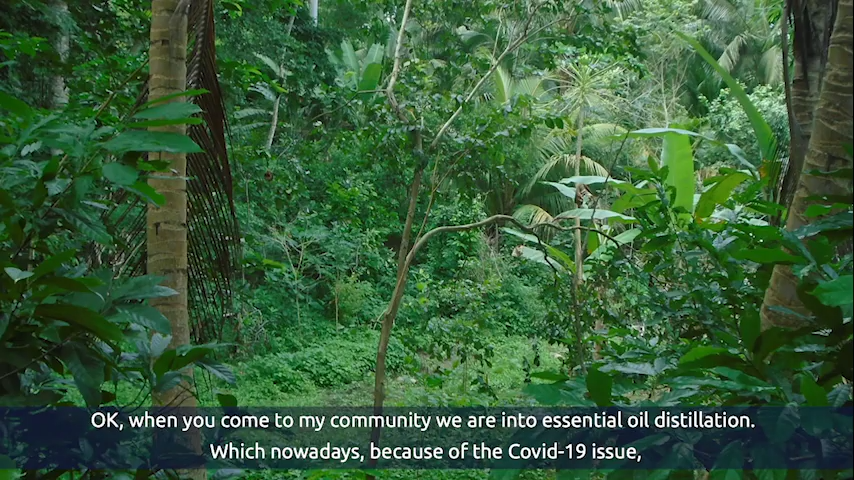 OK, when you come to my community we are into essential oil distillation.
Which nowadays, because of the Covid-19 issue,